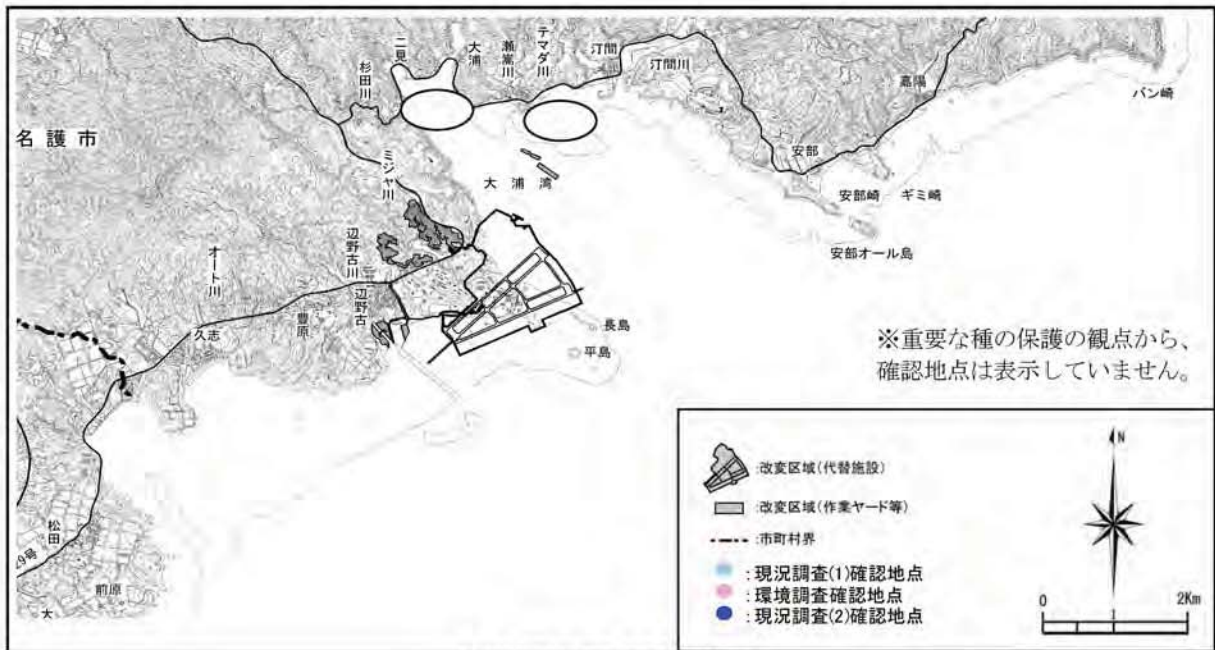 名護市
杉田川
二見
大浦
瀬嵩川
テマダ川
汀間
汀間川
嘉陽
バン崎
安部
安部崎
ギミ崎
安部オール島
大浦湾
ミジャ川
辺野古川
辺野古
オート川
豊原
久志
長島
平島
松田
29号
前原
大
※重要な種の保護の観点から、
確認地点は表示していません。
:改変区域(代替施設)
:改変区域(作業ヤード等)
:市町村界
:現況調査(1)確認地点
:環境調査確認地点
:現況調査(2)確認地点
N
0 1 2Km